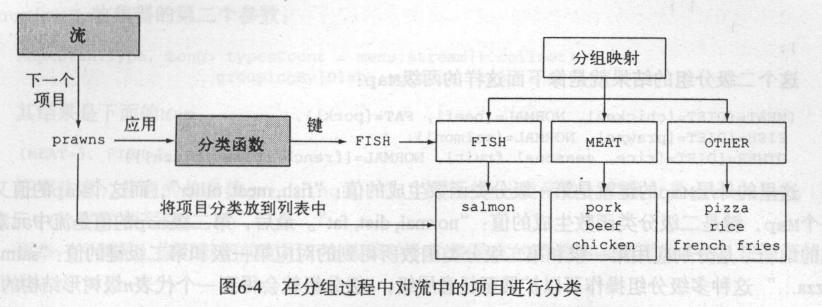 流
分组映射
下一个
项目
prawns
应用
分类函数
键
FISH
FISH
MEAT
OTHER
将项目分类放到列表中
salmon
pork
beef
chicken
pizza
rice
french fries
图6-4 在分组过程中对流中的项目进行分类